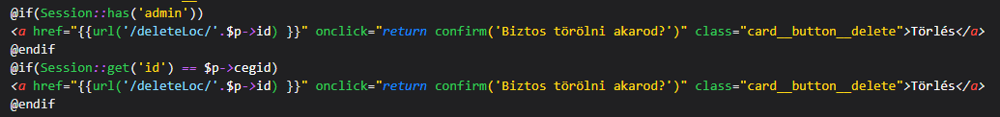 @if(Session::has('admin'))
<a href="{{url('/deleteLoc/'.$p->id) }}" onclick="return confirm('Biztos törölni akarod?')" class="card__button__delete">Törlés</a>
@endif
@if(Session::get('id') == $p->cegid)
<a href="{{url('/deleteLoc/'.$p->id) }}" onclick="return confirm('Biztos törölni akarod?')" class="card__button__delete">Törlés</a>
@endif